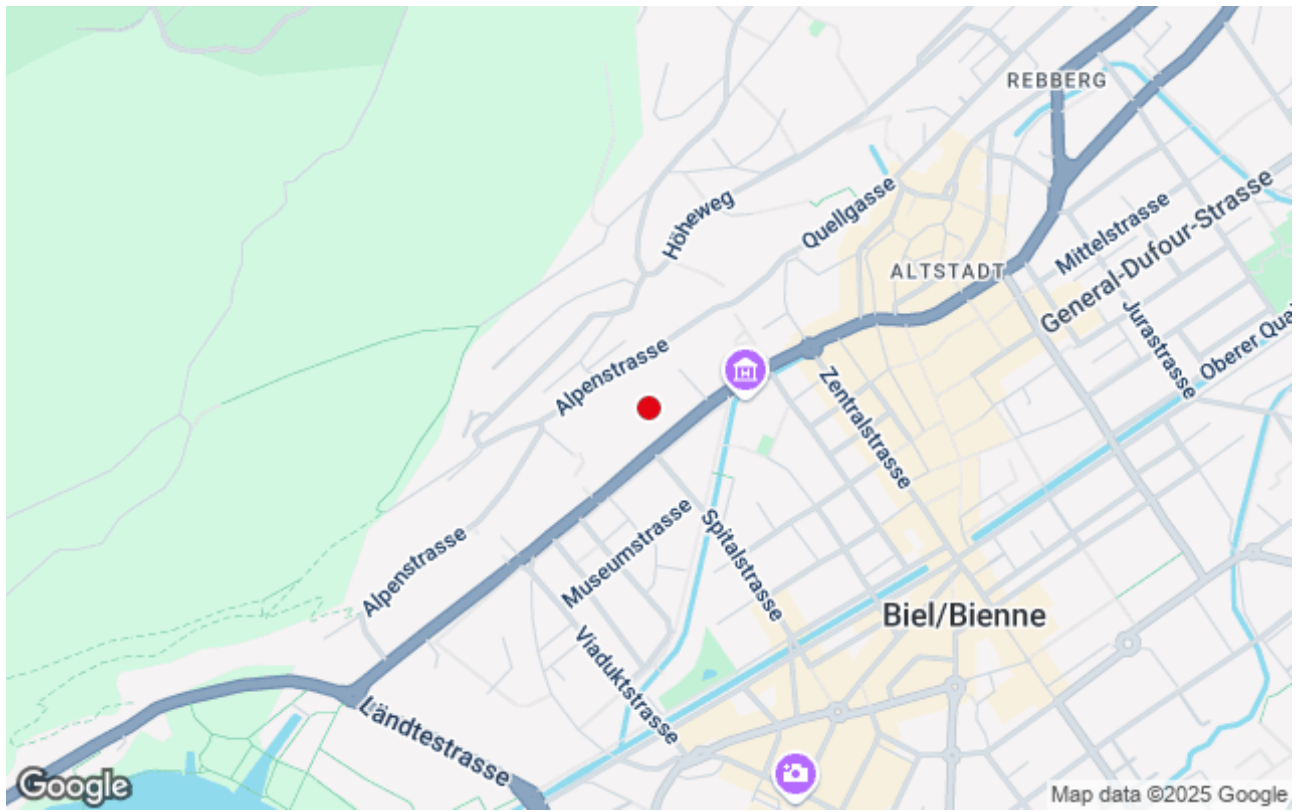 REBBERG
Höheweg
Quellgasse
Mittelstrasse
General-Dufour-Strasse
ALTSTADT
Jurastrasse
Oberer Qua
Alpenstrasse
Zentralstrasse
Museumstrasse
Spitalstrasse
Alpenstrasse
Biel/Bienne
Viaduktstrasse
Ländtestrasse
Google
Map data ©2025 Google